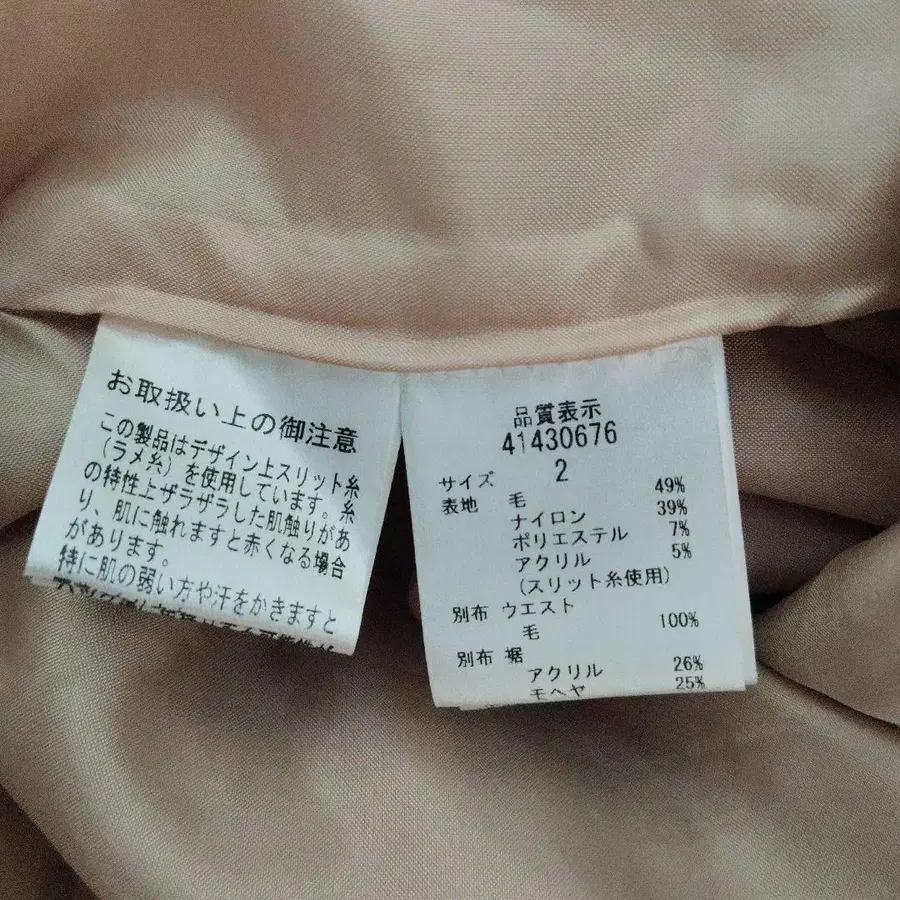 お取扱い上の御注意
この製品はデザイン上スリット糸
(ラメ糸)を使用しています。糸
の特性上ザラザラした肌触りがあ
り、肌に触れますと赤くなる場合
があります。
特に肌の弱い方や汗をかきますと
品質表示
41430676
サイズ 2
表地 毛 49%
ナイロン 39%
ポリエステル 7%
アクリル 5%
(スリット糸使用)
別布 ウエスト
毛 100%
別布 裾
アクリル 26%
モヘヤ 25%